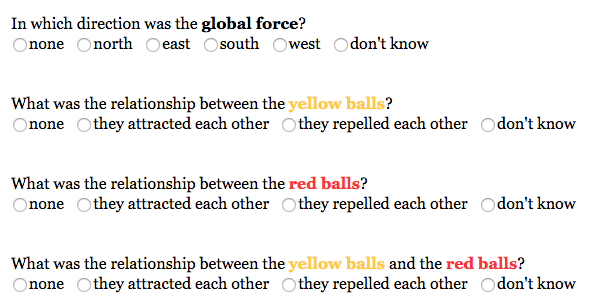 In which direction was the global force?
none north east south west don't know
What was the relationship between the yellow balls?
none they attracted each other they repelled each other don't know
What was the relationship between the red balls?
none they attracted each other they repelled each other don't know
What was the relationship between the yellow balls and the red balls?
none they attracted each other they repelled each other don't know